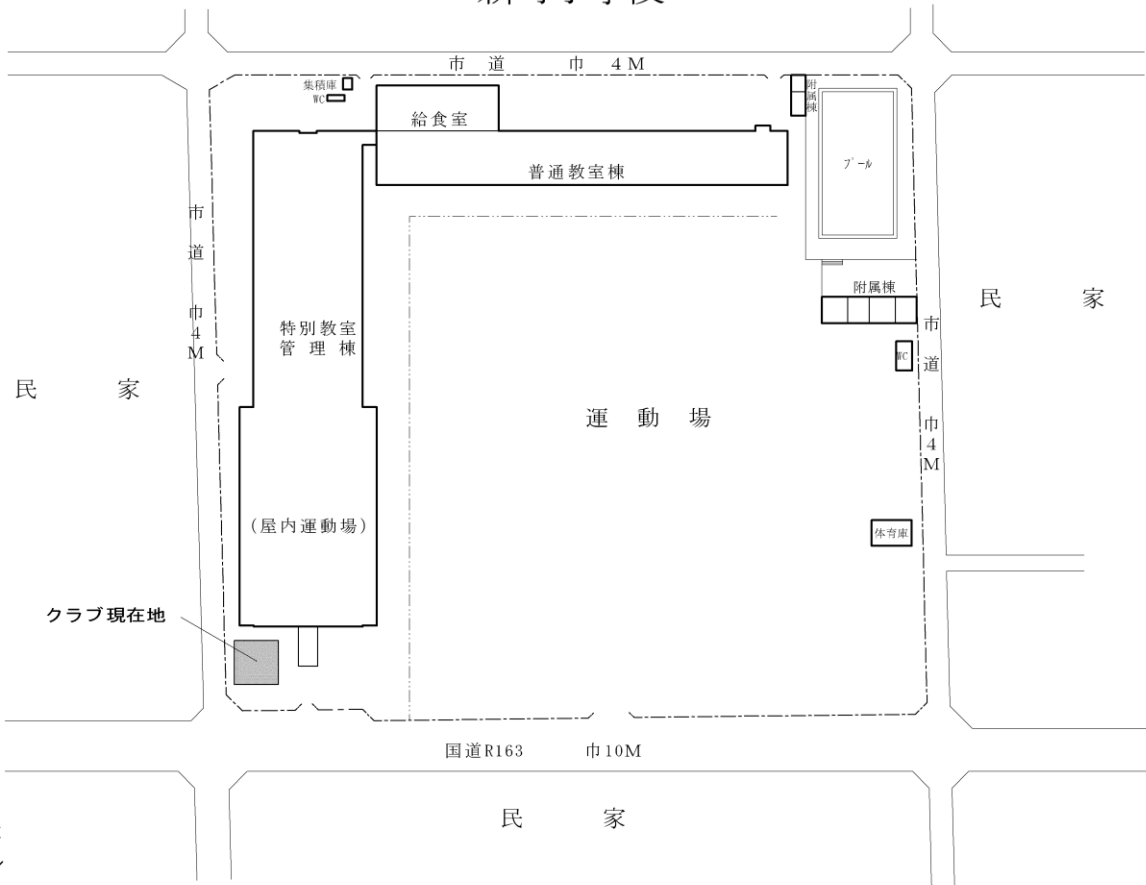 市道 巾 4M
集積庫
WC
給食室
附属棟
普通教室棟
プール
市道 巾4M
特別教室
管理棟
附属棟
民家
WC
市道 巾4M
民家
運動場
(屋内運動場)
体育庫
クラブ現在地
国道R163 巾10M
民家